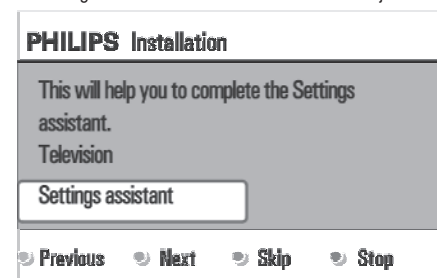 PHILIPS Installation
This will help you to complete the Settings
assistant.
Television
Settings assistant
Previous Next Skip Stop